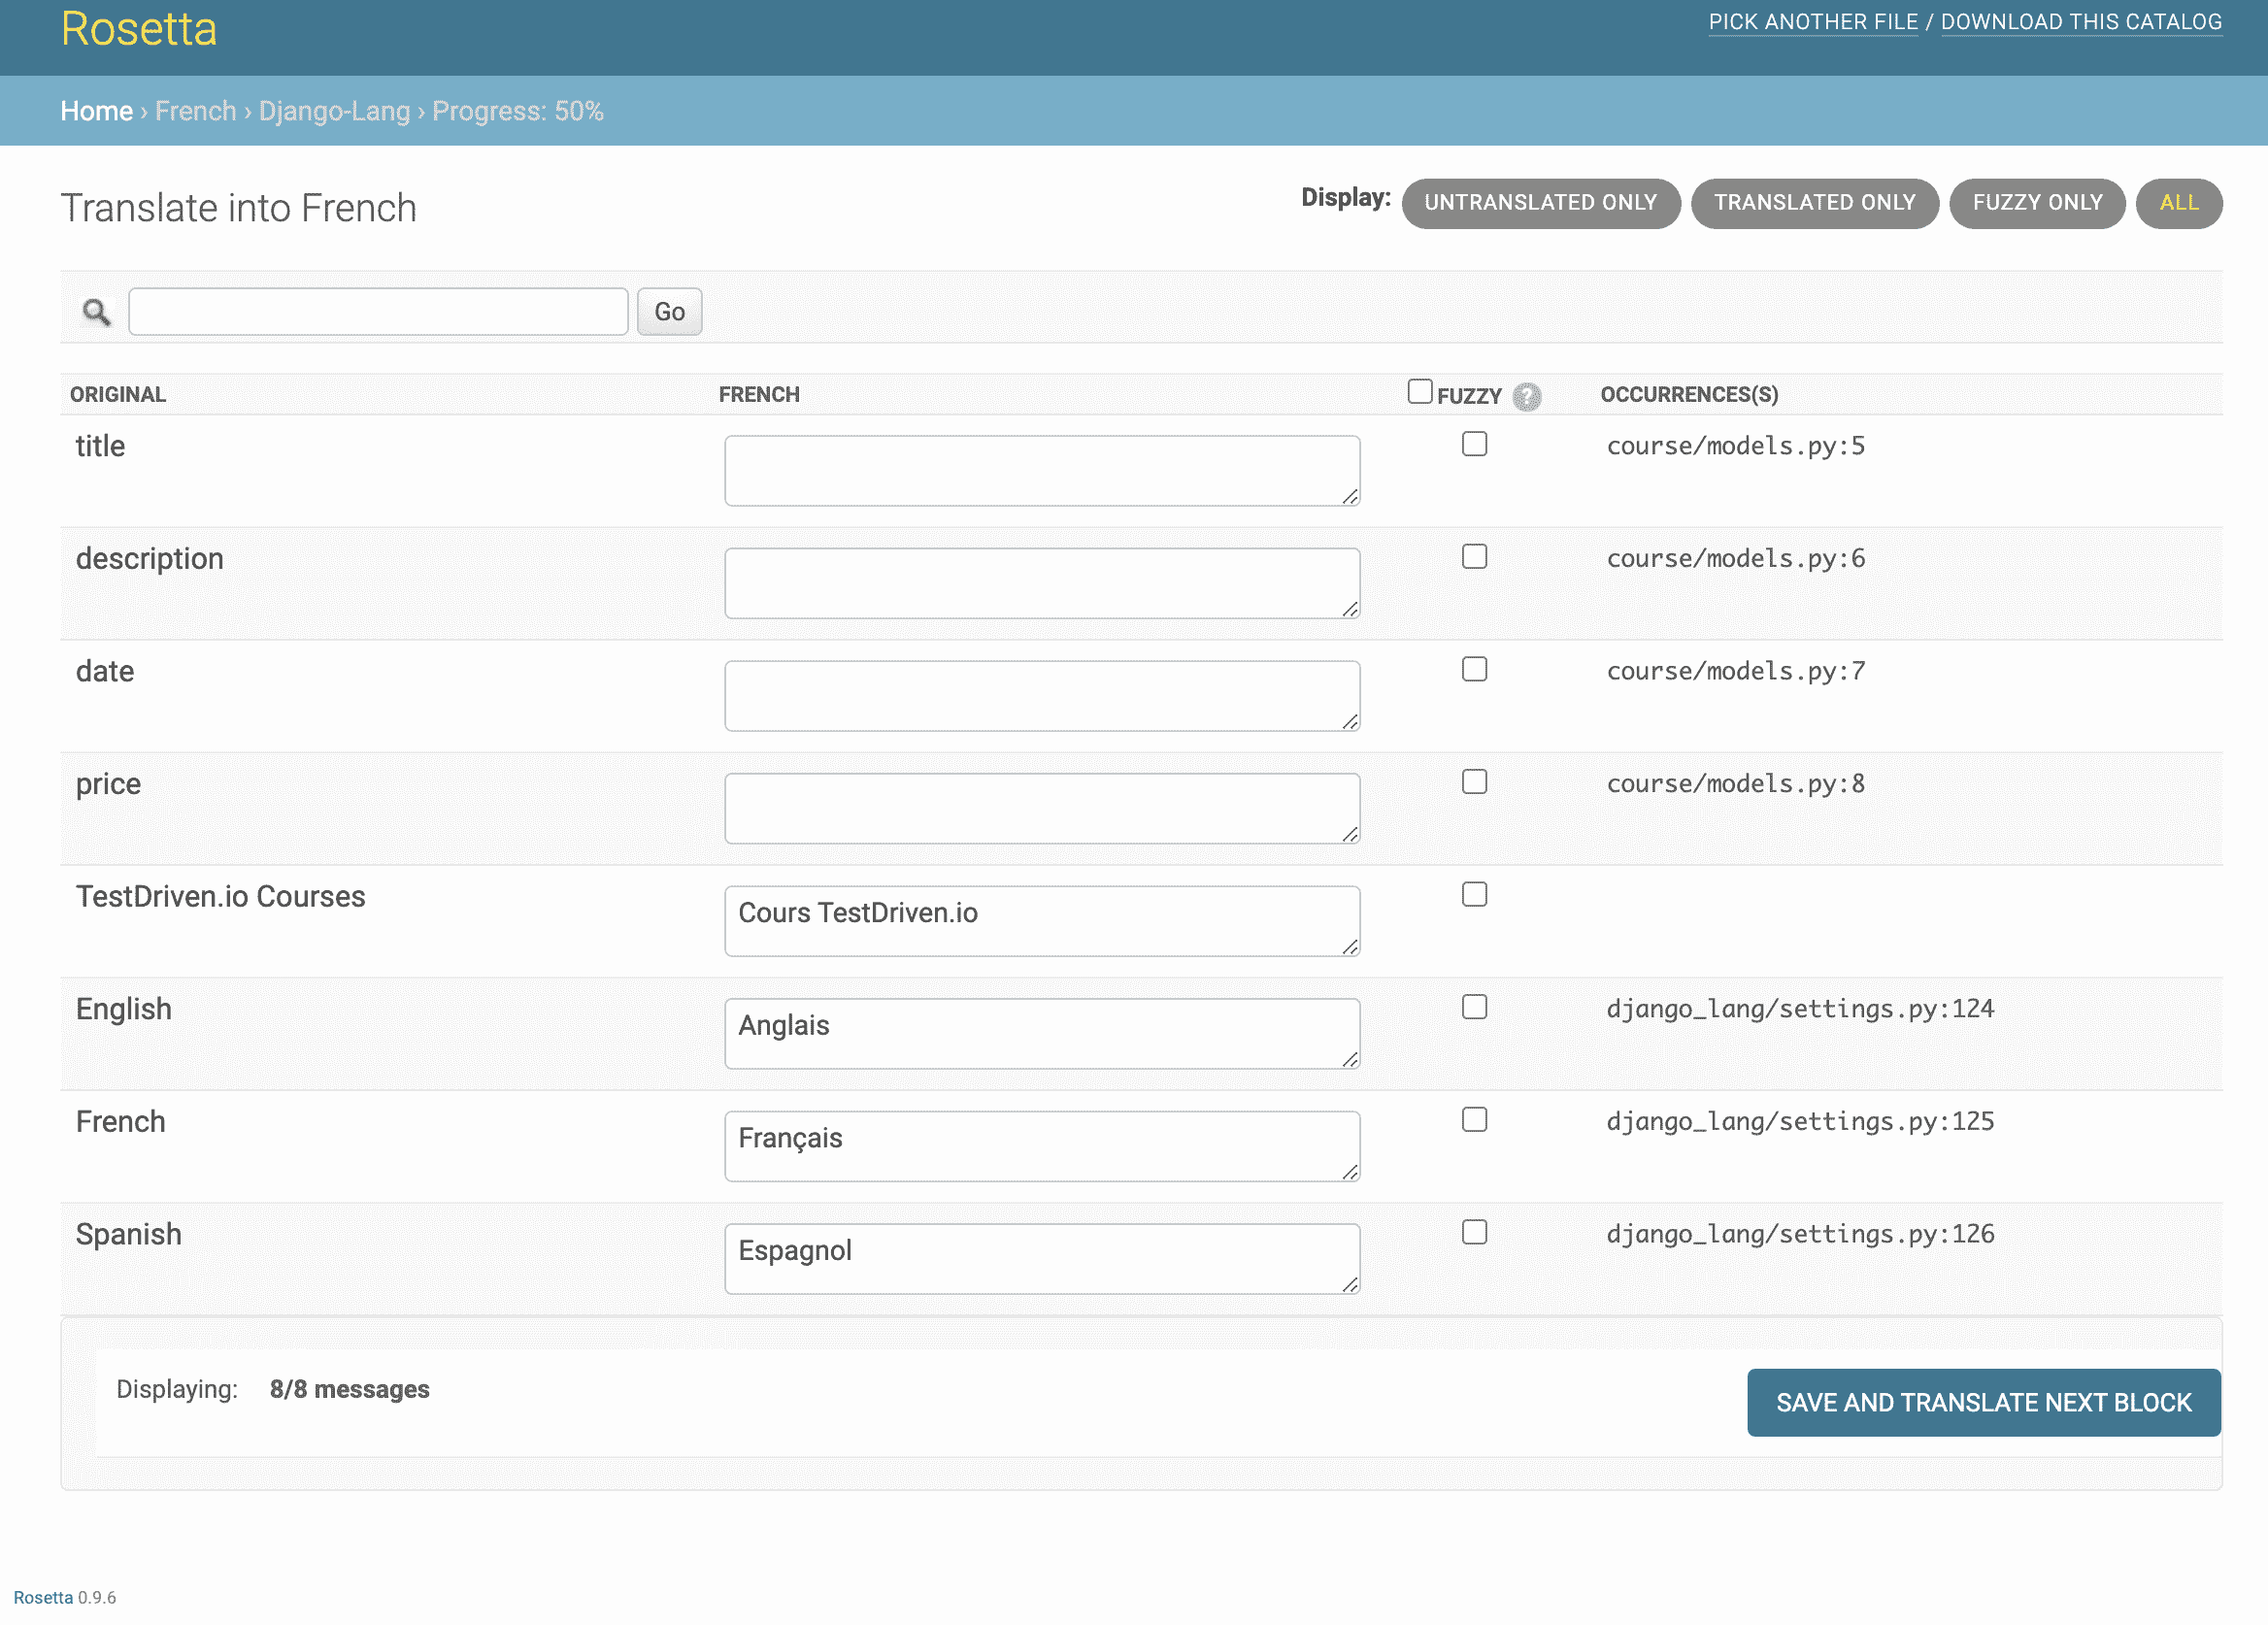 Rosetta
PICK ANOTHER FILE / DOWNLOAD THIS CATALOG
Home › French › Django-Lang › Progress: 50%
Translate into French
Display: UNTRANSLATED ONLY TRANSLATED ONLY FUZZY ONLY ALL
Go
ORIGINAL FRENCH FUZZY ? OCCURRENCES(S)
title course/models.py:5
description course/models.py:6
date course/models.py:7
price course/models.py:8
TestDriven.io Courses Cours TestDriven.io
English Anglais django_lang/settings.py:124
French Français django_lang/settings.py:125
Spanish Espagnol django_lang/settings.py:126
Displaying: 8/8 messages
SAVE AND TRANSLATE NEXT BLOCK
Rosetta 0.9.6